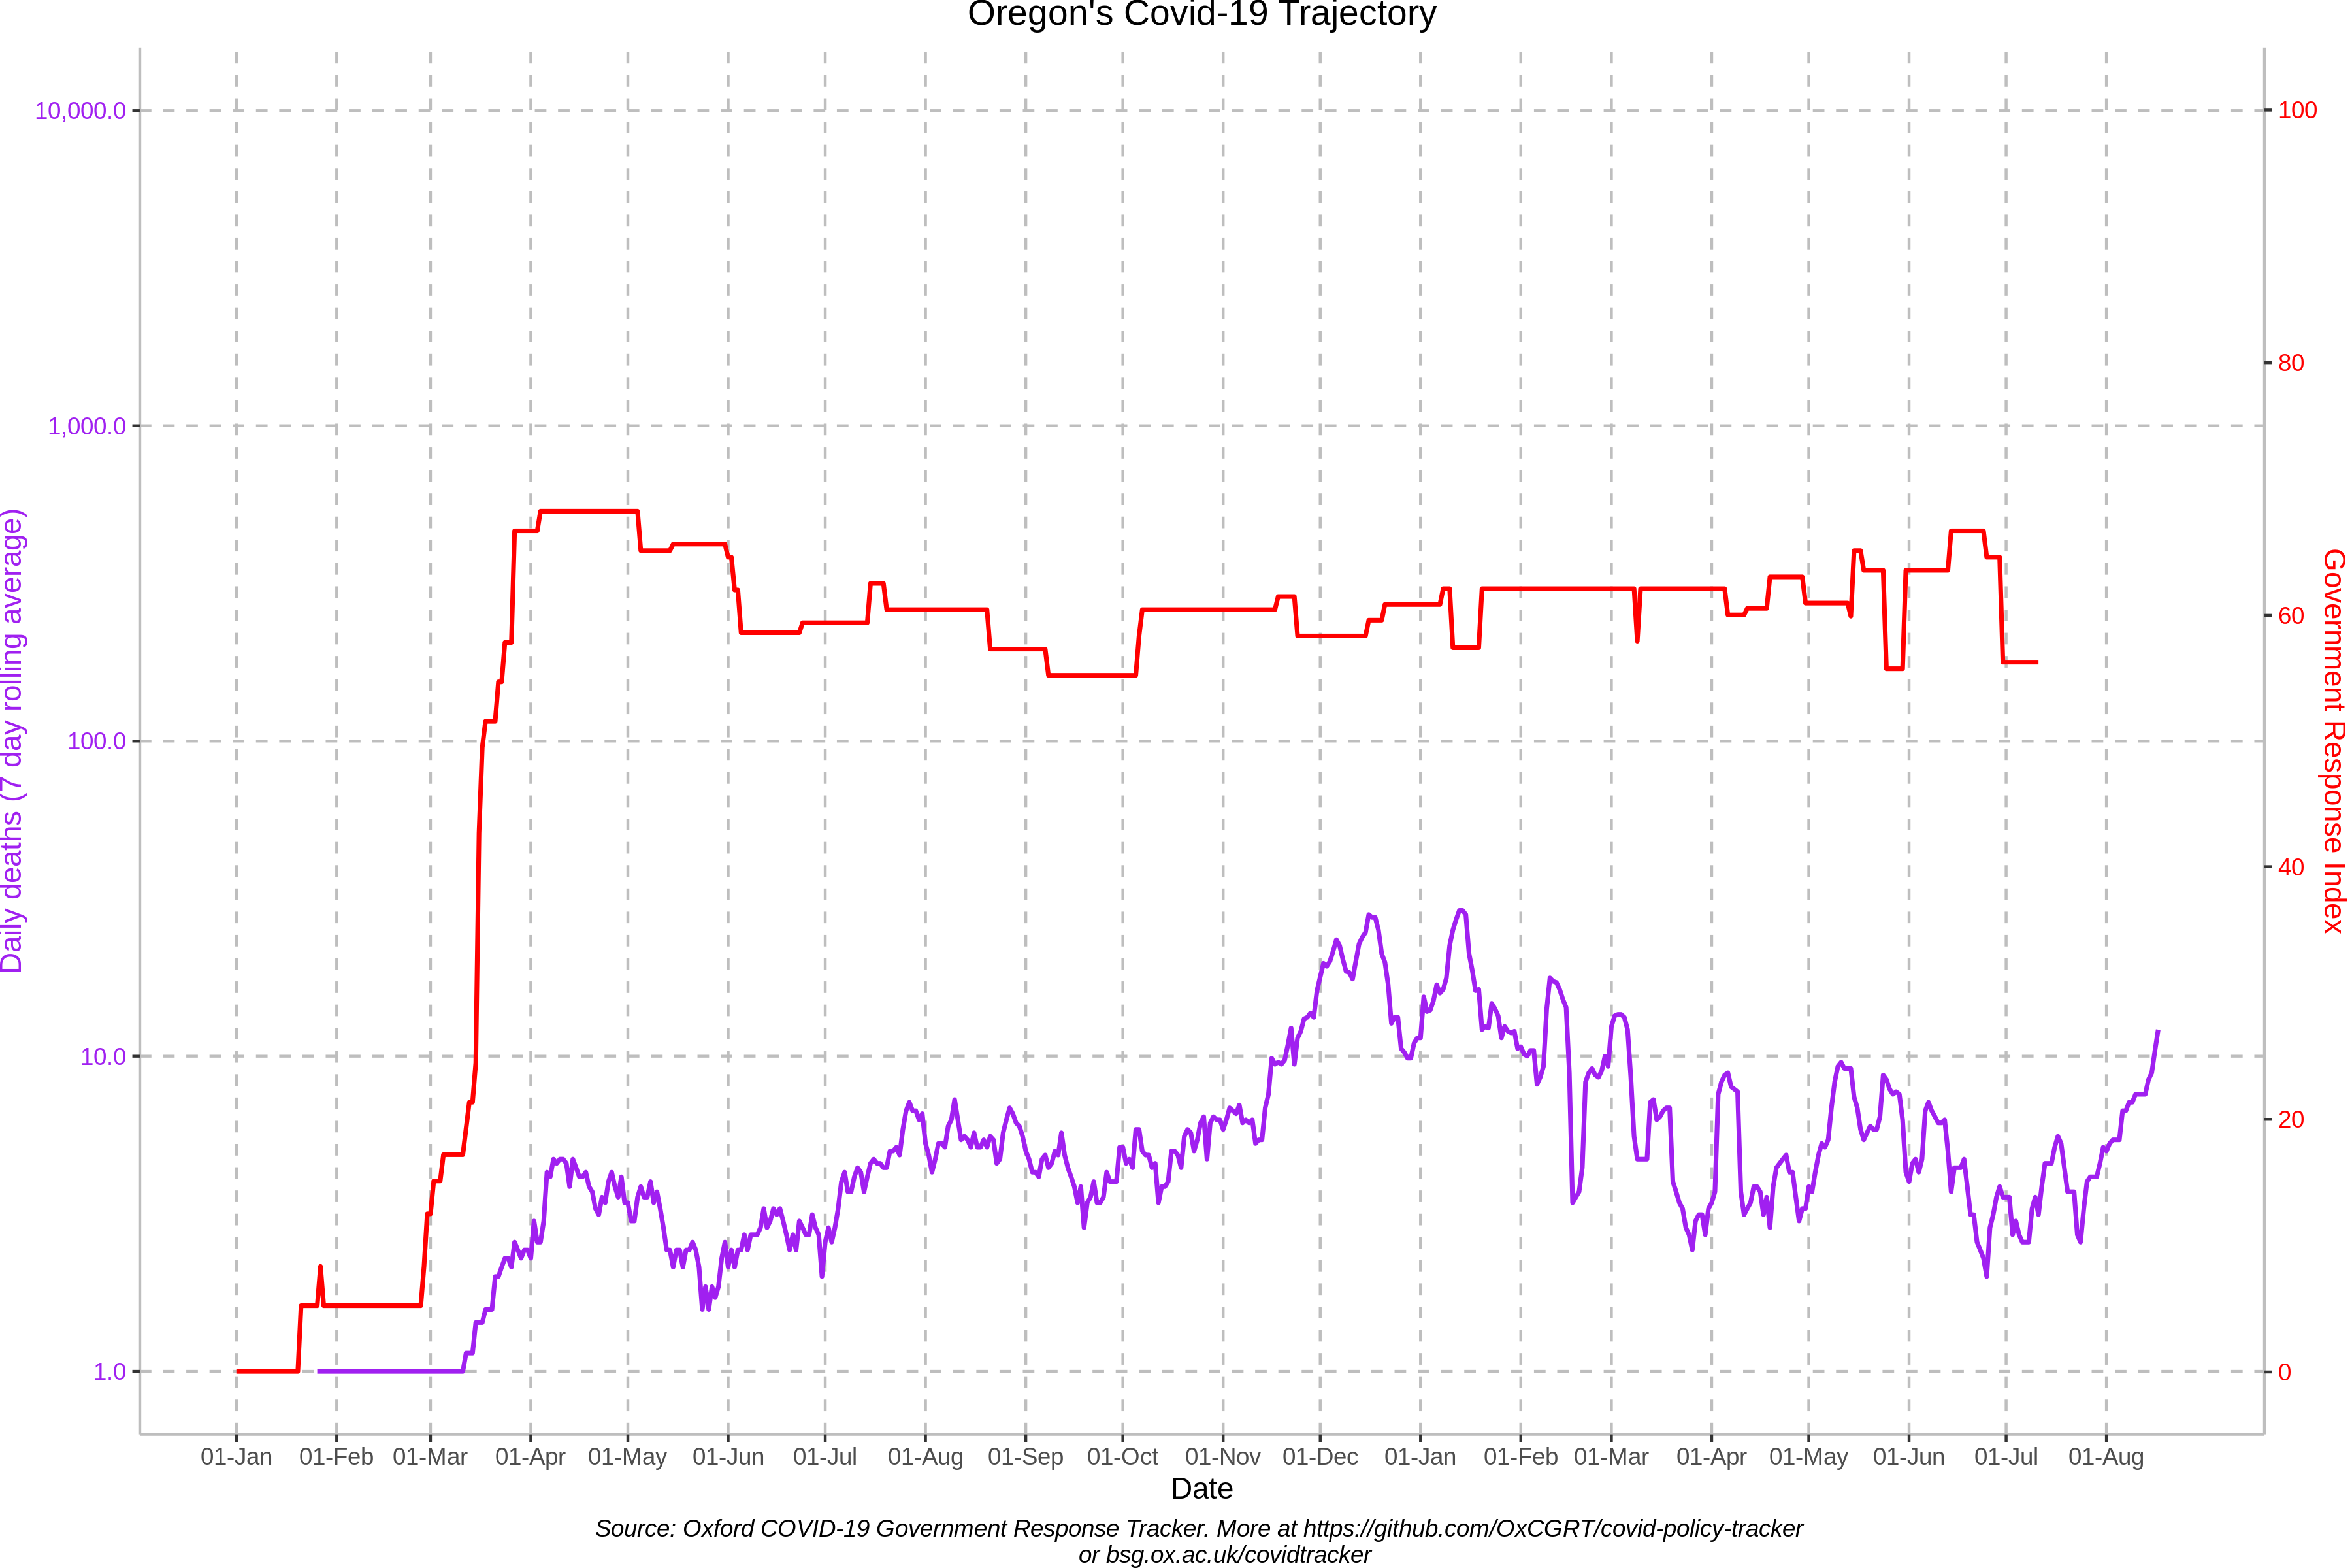 Oregon's Covid-19 Trajectory
10,000.0
1,000.0
100.0
10.0
1.0
Daily deaths (7 day rolling average)
100
80
60
40
20
0
Government Response Index
01-Jan 01-Feb 01-Mar 01-Apr 01-May 01-Jun 01-Jul 01-Aug 01-Sep 01-Oct 01-Nov 01-Dec 01-Jan 01-Feb 01-Mar 01-Apr 01-May 01-Jun 01-Jul 01-Aug
Date
Source: Oxford COVID-19 Government Response Tracker. More at https://github.com/OxCGRT/covid-policy-tracker
or bsg.ox.ac.uk/covidtracker